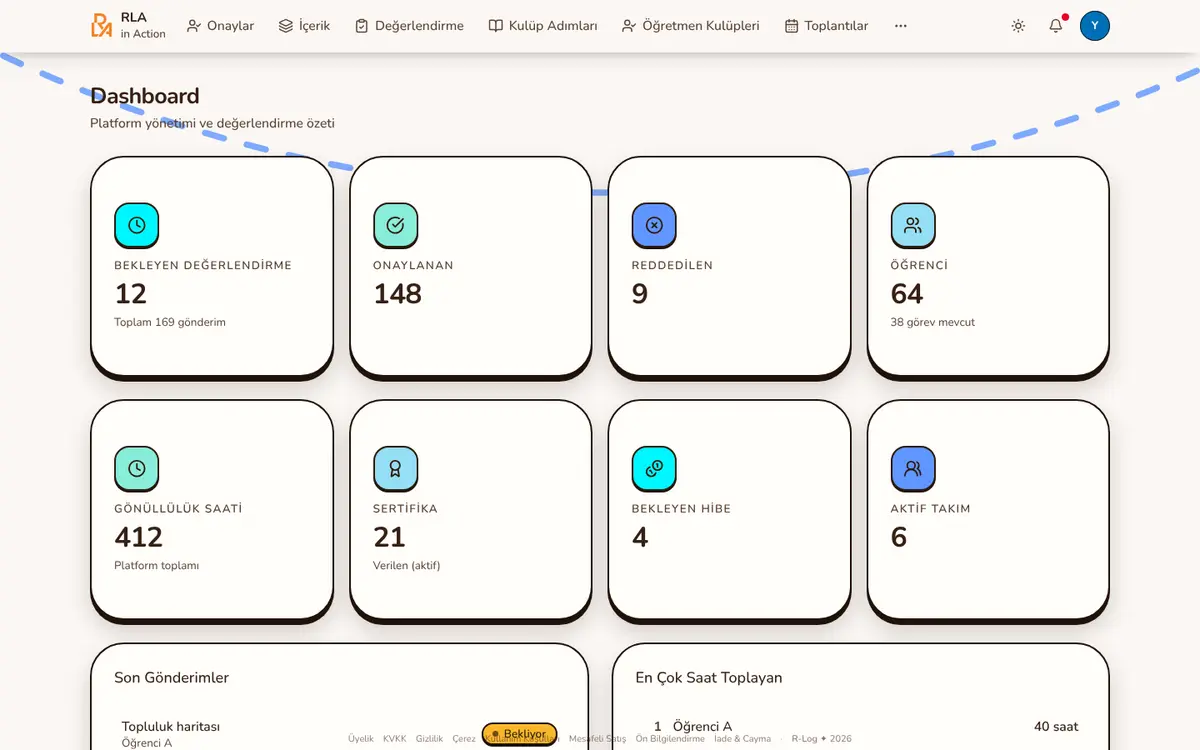 RLA
in Action
Onaylar
İçerik
Değerlendirme
Kulüp Adımları
Öğretmen Kulüpleri
Toplantılar
Y
Dashboard
Platform yönetimi ve değerlendirme özeti
BEKLEYEN DEĞERLENDİRME
12
Toplam 169 gönderim
ONAYLANAN
148
REDDEDİLEN
9
ÖĞRENCİ
64
38 görev mevcut
GÖNÜLLÜLÜK SAATİ
412
Platform toplamı
SERTİFİKA
21
Verilen (aktif)
BEKLEYEN HİBE
4
AKTİF TAKIM
6
Son Gönderimler
Topluluk haritası
Öğrenci A
Bekliyor
En Çok Saat Toplayan
1 Öğrenci A 40 saat
Üyelik KVKK Gizlilik Çerez Kullanım Koşulları Mesafeli Satış Ön Bilgilendirme İade & Cayma · R-Log ✦ 2026